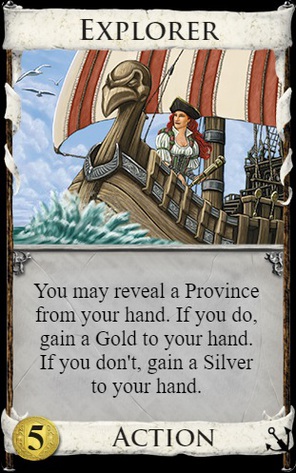 EXPLORER
You may reveal a Province
from your hand. If you do,
gain a Gold to your hand.
If you don't, gain a Silver
to your hand.
5
ACTION